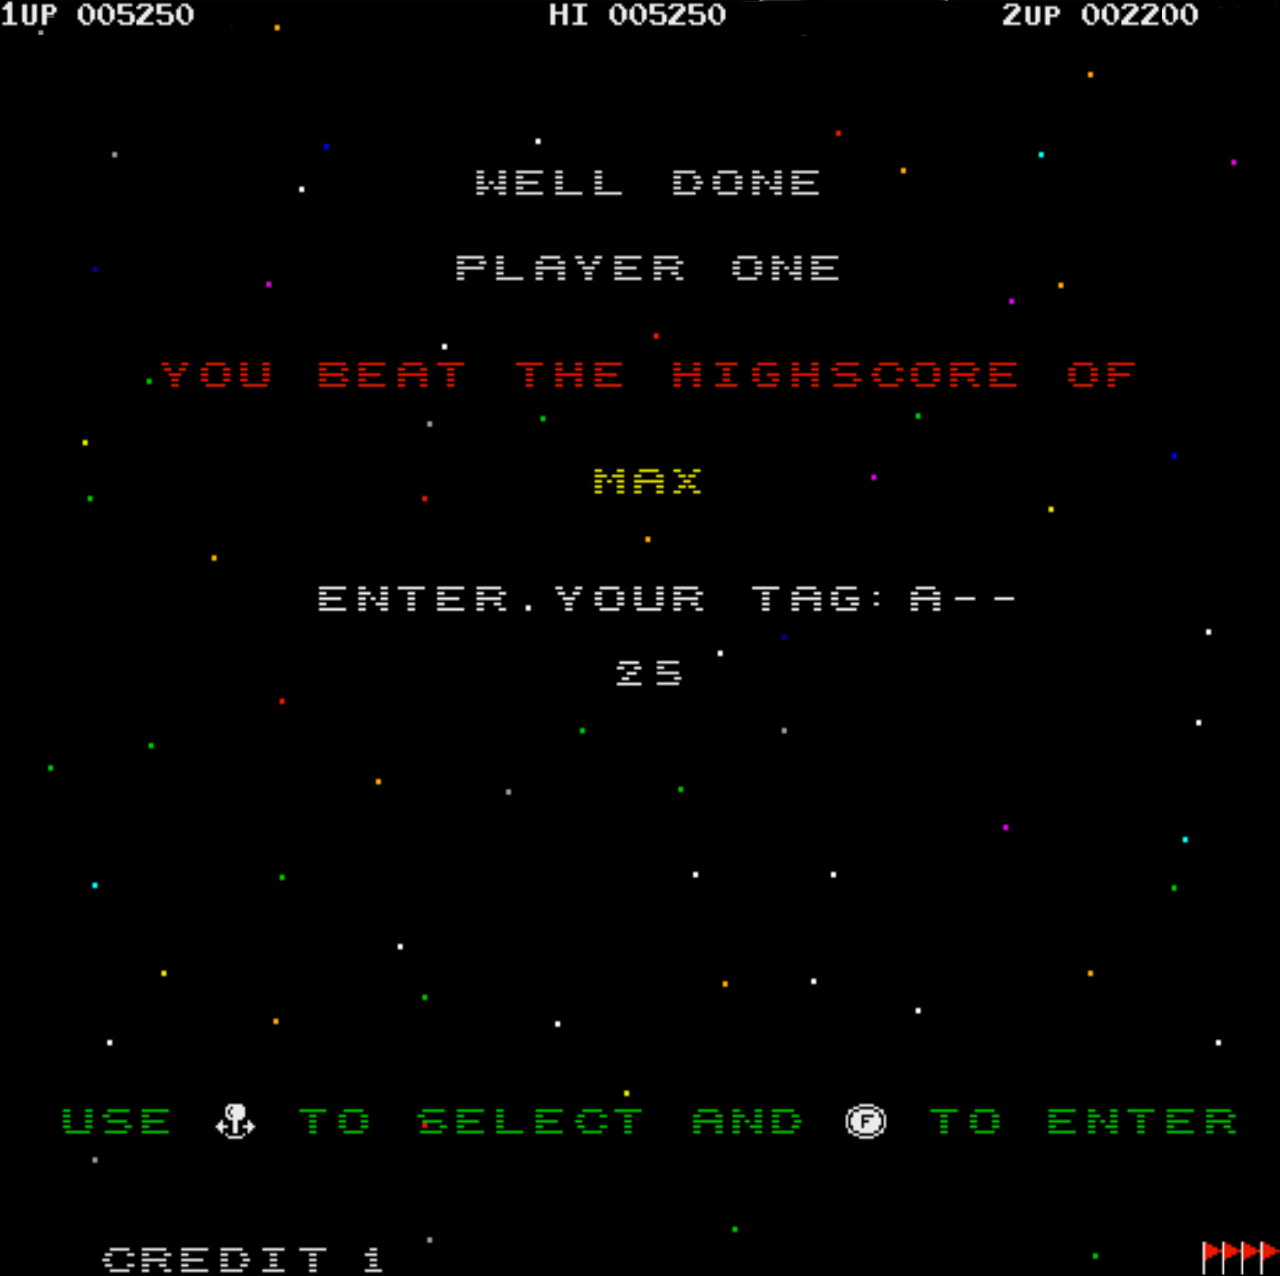 1UP 005250 HI 005250 2UP 002200
WELL DONE
PLAYER ONE
YOU BEAT THE HIGHSCORE OF
MAX
ENTER.YOUR TAG: A--
25
USE TO SELECT AND F TO ENTER
CREDIT 1